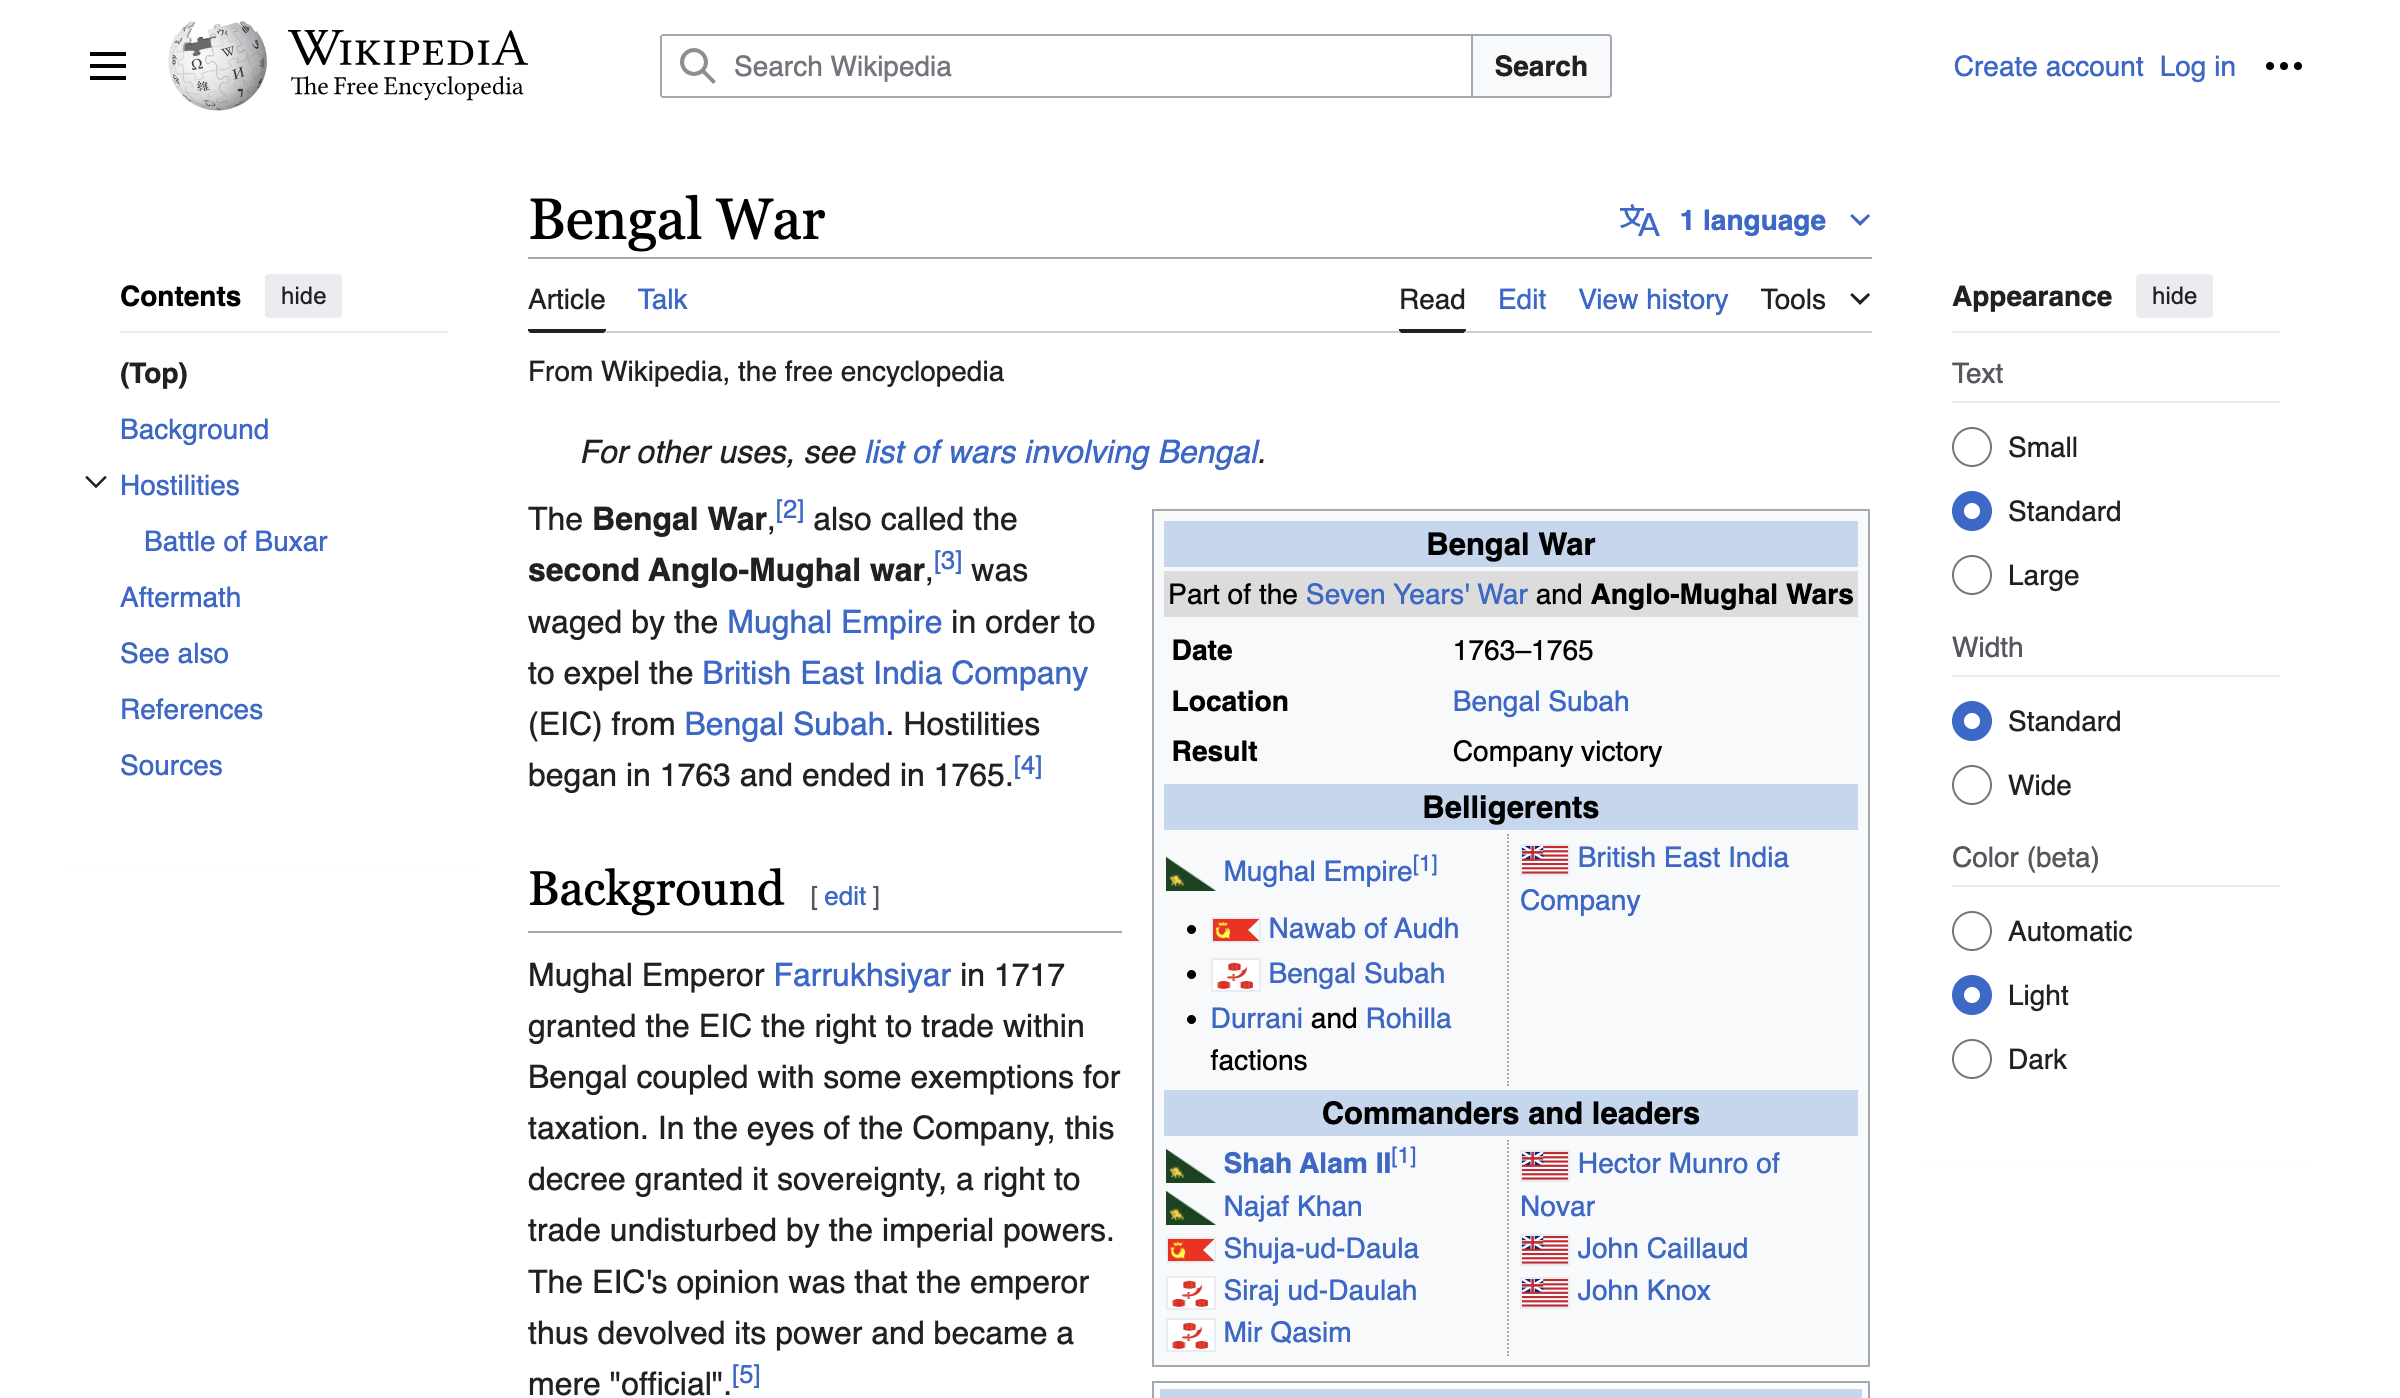 WIKIPEDIA
The Free Encyclopedia
Search Wikipedia
Search
Create account Log in
Contents hide
(Top)
Background
Hostilities
Battle of Buxar
Aftermath
See also
References
Sources
Bengal War
1 language
Article Talk
Read Edit View history Tools
From Wikipedia, the free encyclopedia
For other uses, see list of wars involving Bengal.
The Bengal War,[2] also called the
second Anglo-Mughal war,[3] was
waged by the Mughal Empire in order to
to expel the British East India Company
(EIC) from Bengal Subah. Hostilities
began in 1763 and ended in 1765.[4]
Background [ edit ]
Mughal Emperor Farrukhsiyar in 1717
granted the EIC the right to trade within
Bengal coupled with some exemptions for
taxation. In the eyes of the Company, this
decree granted it sovereignty, a right to
trade undisturbed by the imperial powers.
The EIC's opinion was that the emperor
thus devolved its power and became a
mere "official".[5]
Bengal War
Part of the Seven Years' War and Anglo-Mughal Wars
Date 1763–1765
Location Bengal Subah
Result Company victory
Belligerents
Mughal Empire[1]
Nawab of Audh
Bengal Subah
Durrani and Rohilla
factions
British East India
Company
Commanders and leaders
Shah Alam II[1]
Najaf Khan
Shuja-ud-Daula
Siraj ud-Daulah
Mir Qasim
Hector Munro of
Novar
John Caillaud
John Knox
Appearance hide
Text
Small
Standard
Large
Width
Standard
Wide
Color (beta)
Automatic
Light
Dark